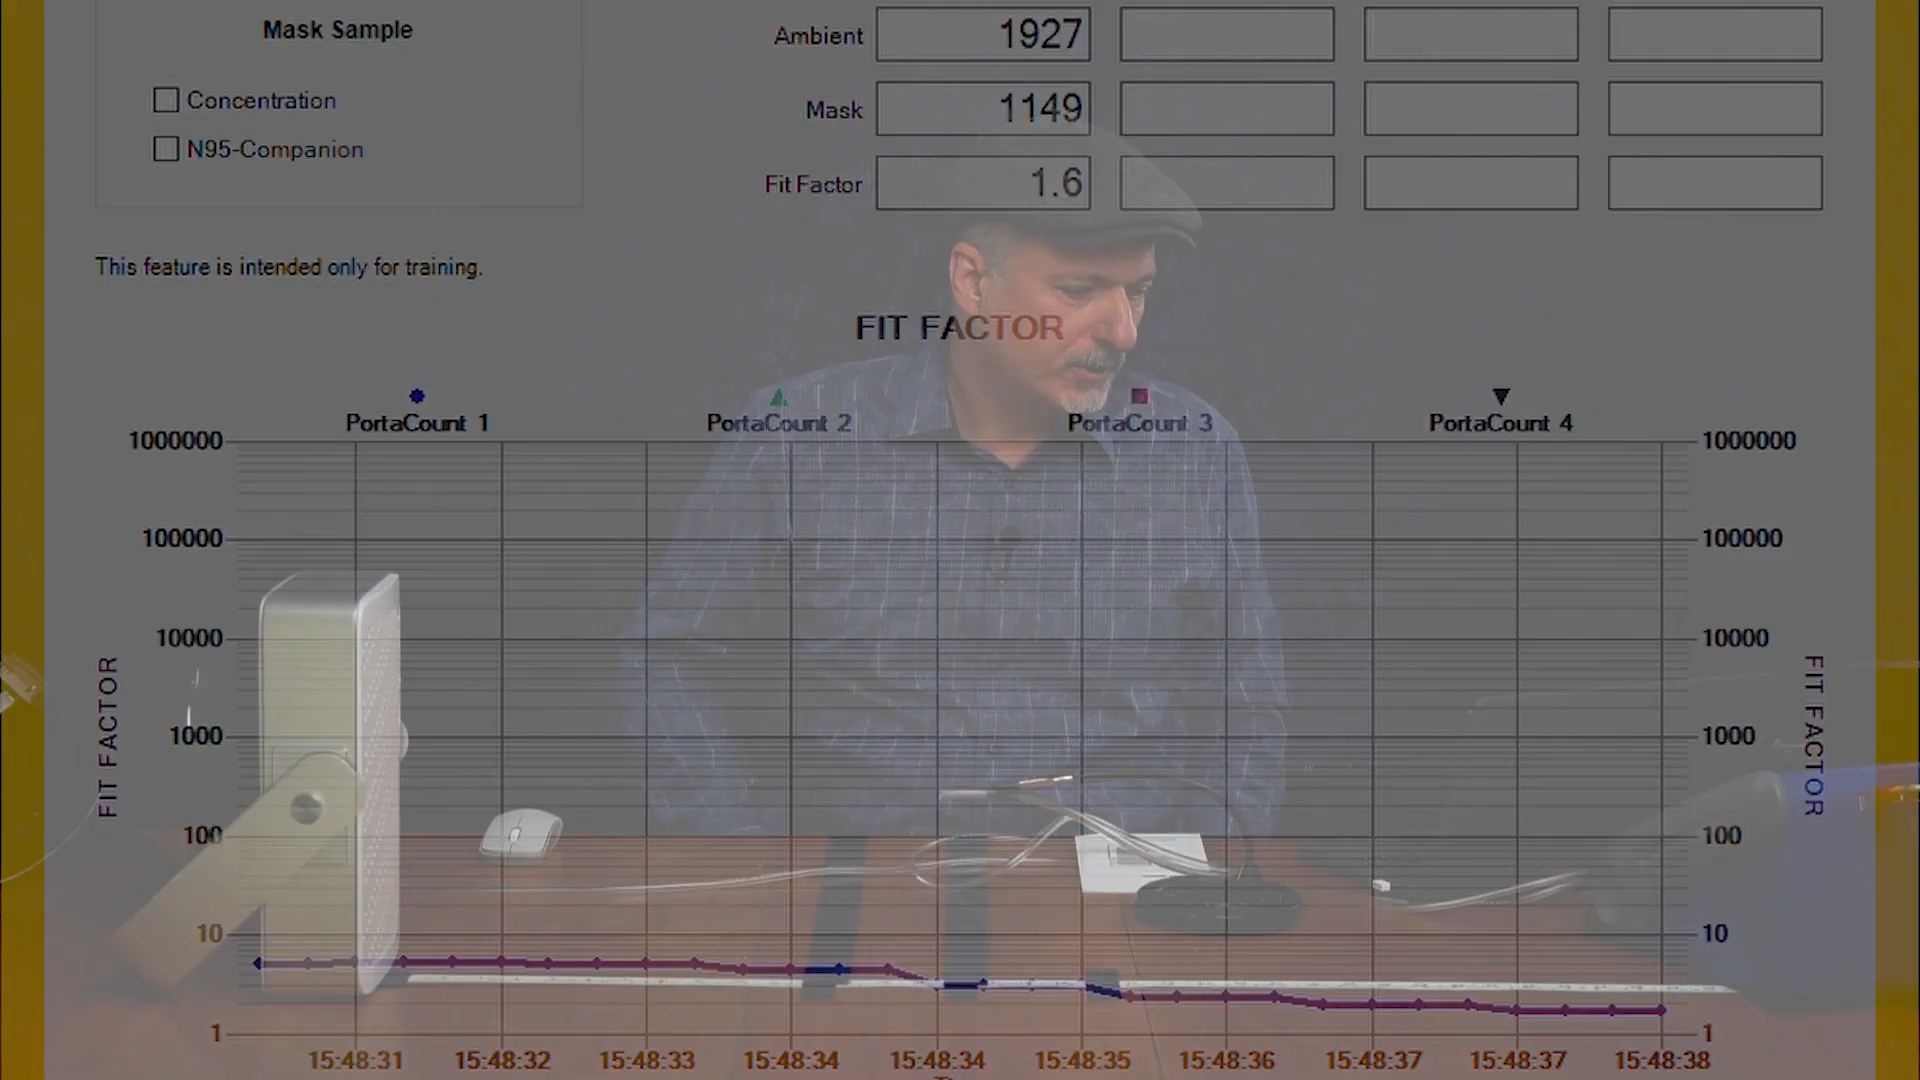 Mask Sample
Concentration
N95-Companion
This feature is intended only for training.
Ambient 1927
Mask 1149
Fit Factor 1.6
FIT FACTOR
PortaCount 1 PortaCount 2 PortaCount 3 PortaCount 4
1000000 1000000
100000 100000
10000 10000
1000 1000
100 100
10 10
1 1
FIT FACTOR
FIT FACTOR
15:48:31 15:48:32 15:48:33 15:48:34 15:48:34 15:48:35 15:48:36 15:48:37 15:48:37 15:48:38